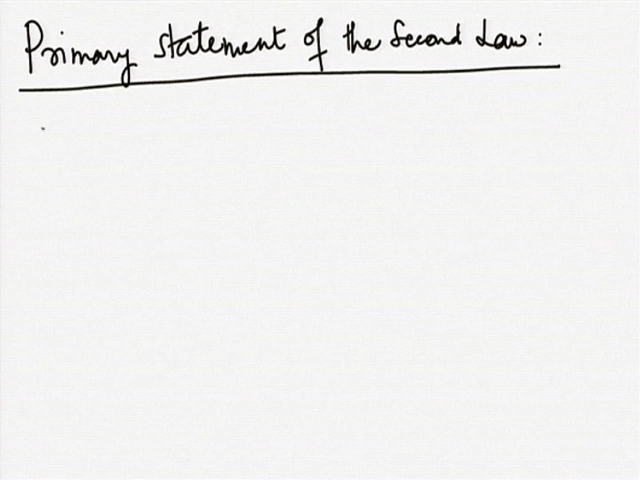 Primary statement of the Second Law :